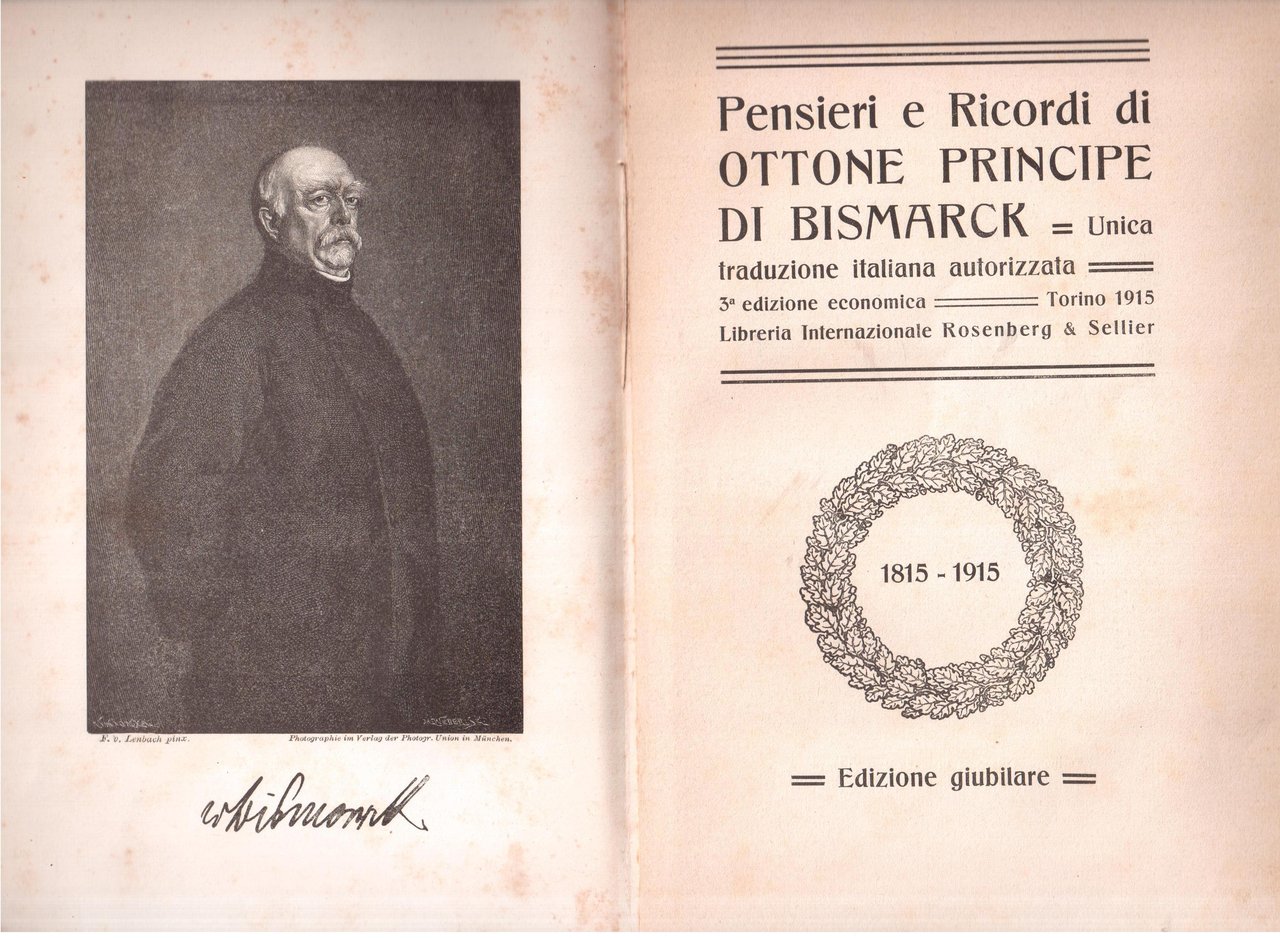 F. v. Lenbach pinx.
Photographie im Verlag der Photogr. Union in München.
v Bismarck
Pensieri e Ricordi di
OTTONE PRINCIPE
DI BISMARCK = Unica
traduzione italiana autorizzata
3ª edizione economica Torino 1915
Libreria Internazionale Rosenberg & Sellier
1815 - 1915
Edizione giubilare